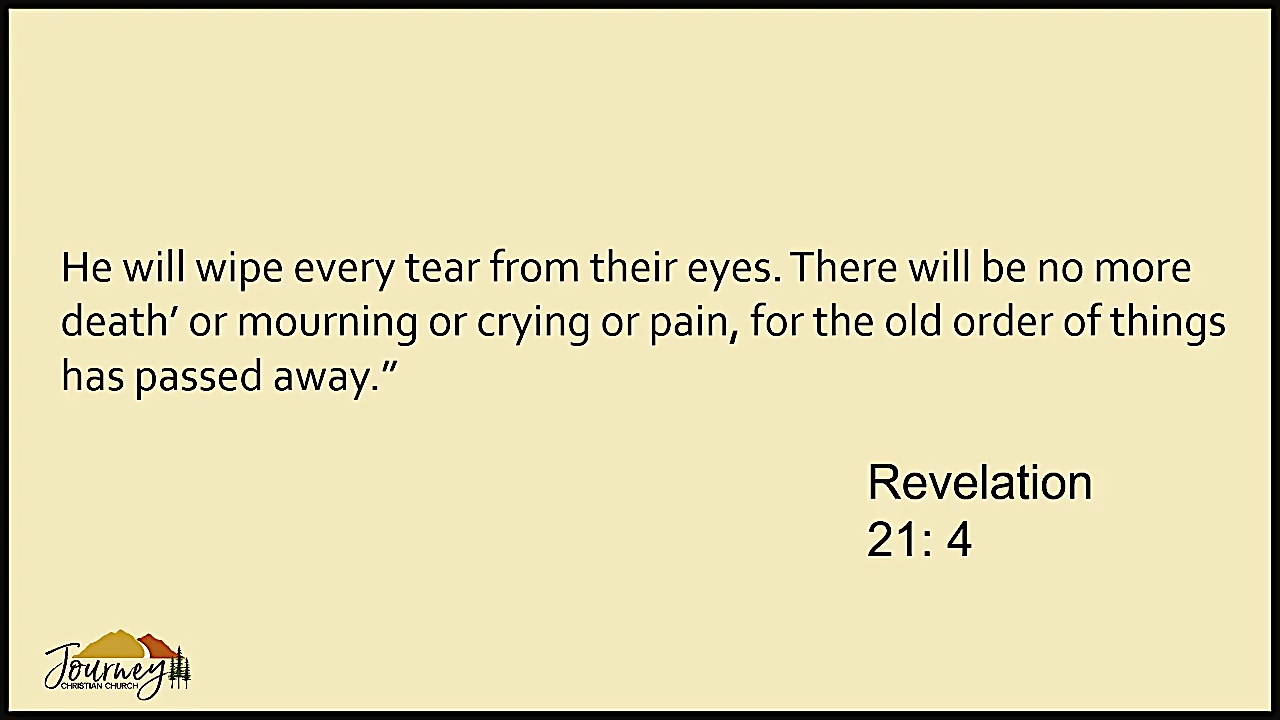 He will wipe every tear from their eyes. There will be no more
death’ or mourning or crying or pain, for the old order of things
has passed away.”
Revelation
21: 4
Journey
CHRISTIAN CHURCH